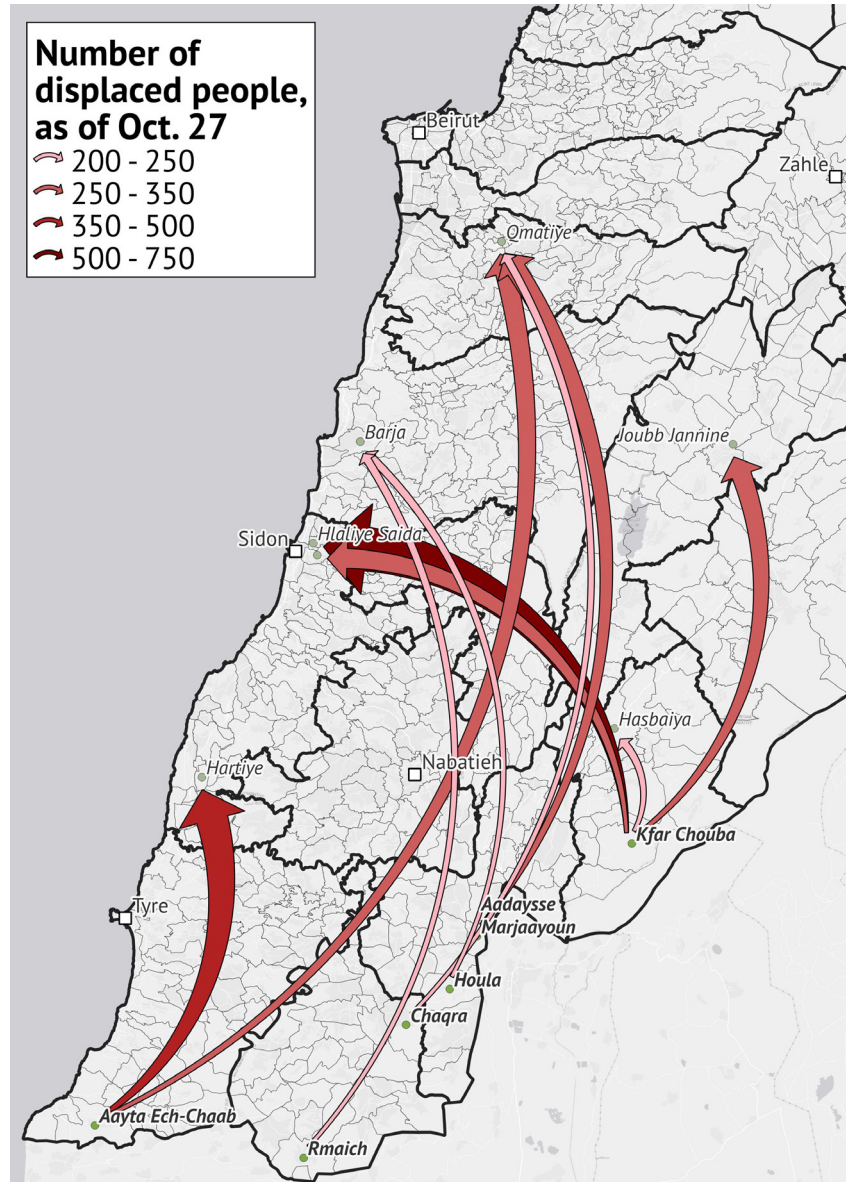 Number of
displaced people,
as of Oct. 27
200 - 250
250 - 350
350 - 500
500 - 750
Beirut
Zahle
Qmatiye
Barja
Joubb Jannine
Sidon
Hlaliye Saida
Hasbaiya
Hartiye
Nabatieh
Kfar Chouba
Tyre
Aadaysse
Marjaayoun
Houla
Chaqra
Aayta Ech-Chaab
Rmaich